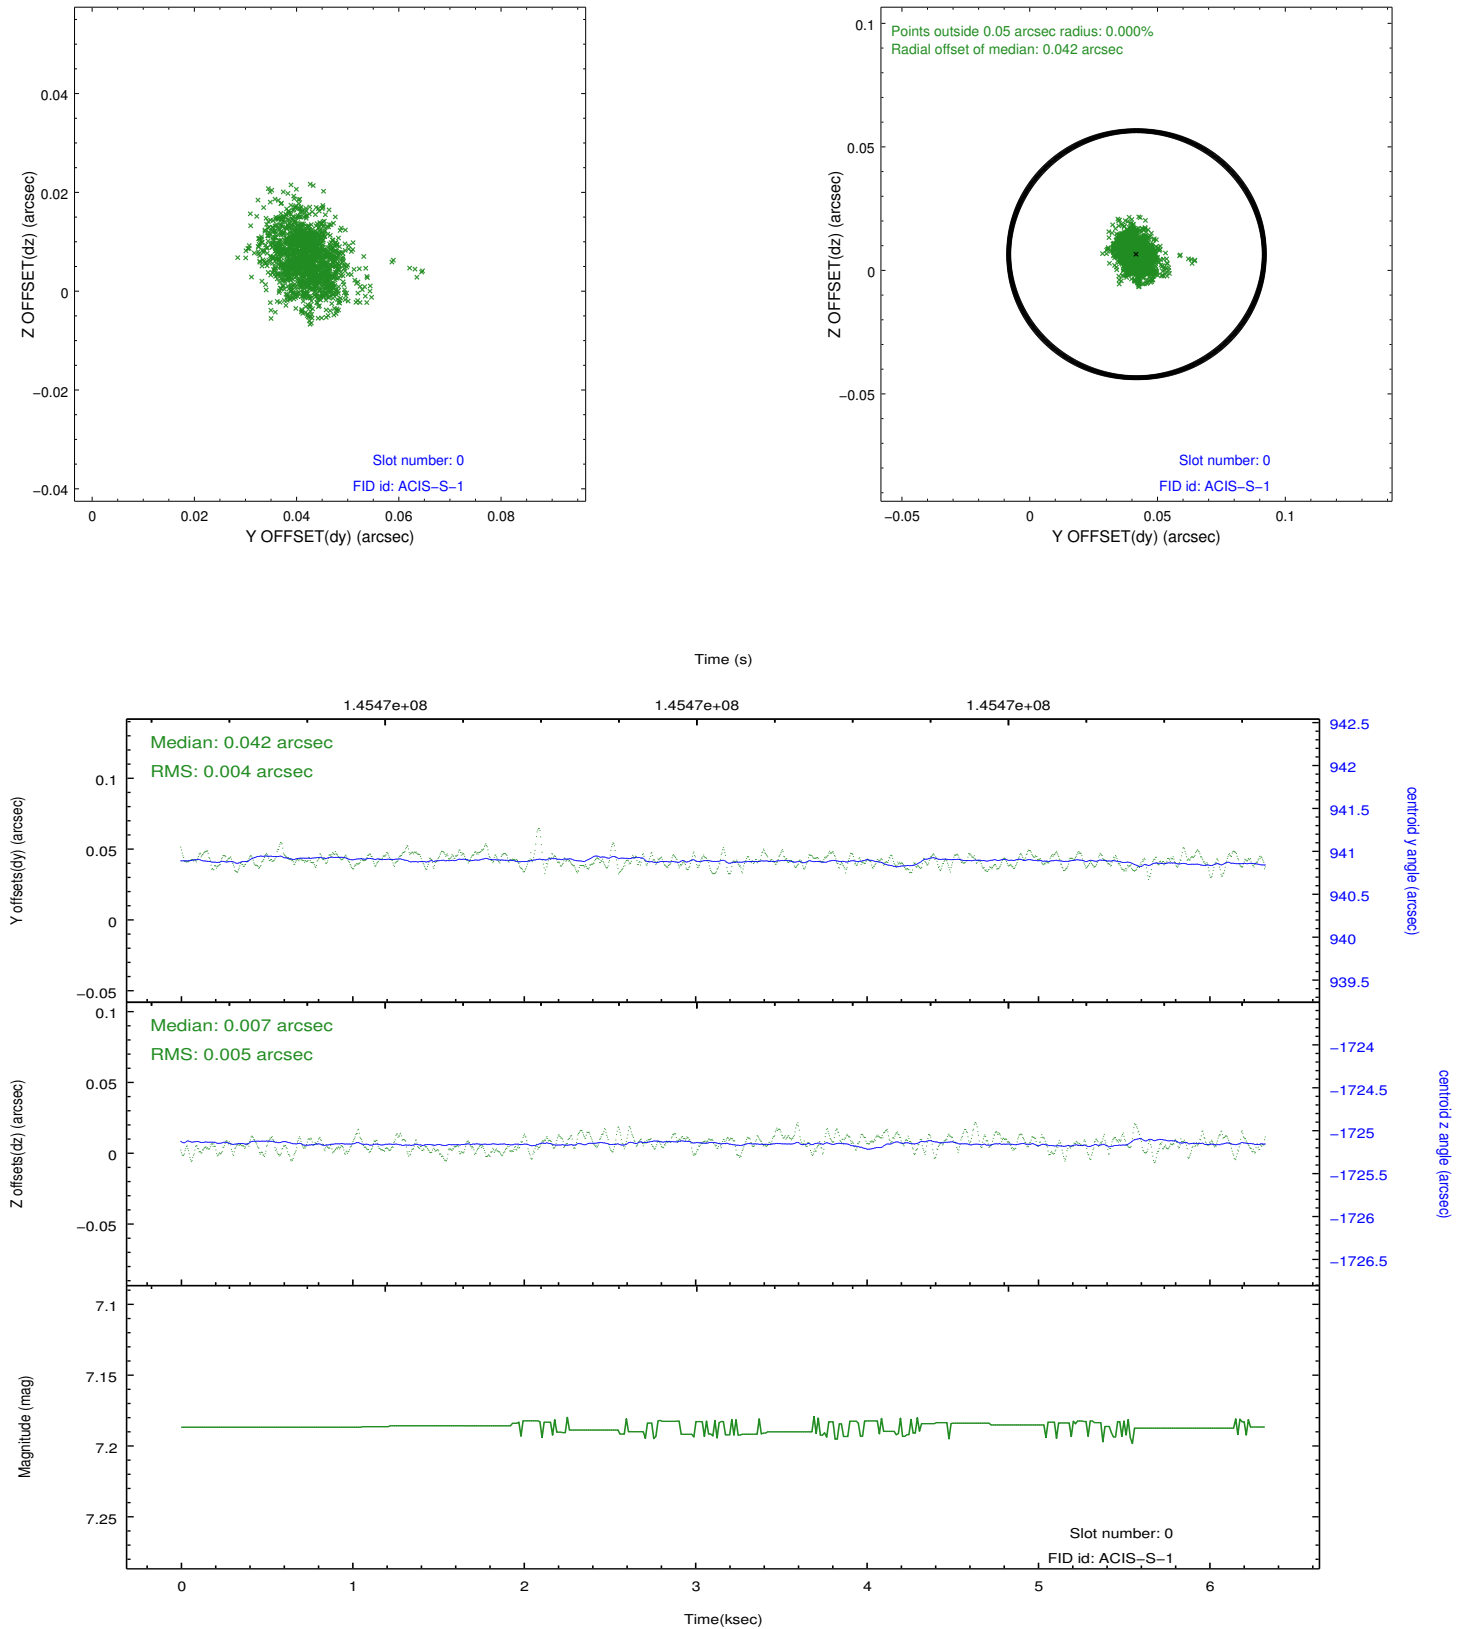 0.04
0.02
0
−0.02
−0.04
Z OFFSET(dz) (arcsec)
Slot number: 0
FID id: ACIS−S−1
0 0.02 0.04 0.06 0.08
Y OFFSET(dy) (arcsec)
Points outside 0.05 arcsec radius: 0.000%
Radial offset of median: 0.042 arcsec
0.1
0.05
0
−0.05
Z OFFSET(dz) (arcsec)
Slot number: 0
FID id: ACIS−S−1
−0.05 0 0.05 0.1
Y OFFSET(dy) (arcsec)
Time (s)
1.4547e+08 1.4547e+08 1.4547e+08
Median: 0.042 arcsec
RMS: 0.004 arcsec
0.1
0.05
0
−0.05
Y offsets(dy) (arcsec)
942.5
942
941.5
941
940.5
940
939.5
centroid y angle (arcsec)
Median: 0.007 arcsec
RMS: 0.005 arcsec
0.1
0.05
0
−0.05
Z offsets(dz) (arcsec)
−1724
−1724.5
−1725
−1725.5
−1726
−1726.5
centroid z angle (arcsec)
7.1
7.15
7.2
7.25
Magnitude (mag)
Slot number: 0
FID id: ACIS−S−1
0 1 2 3 4 5 6
Time(ksec)